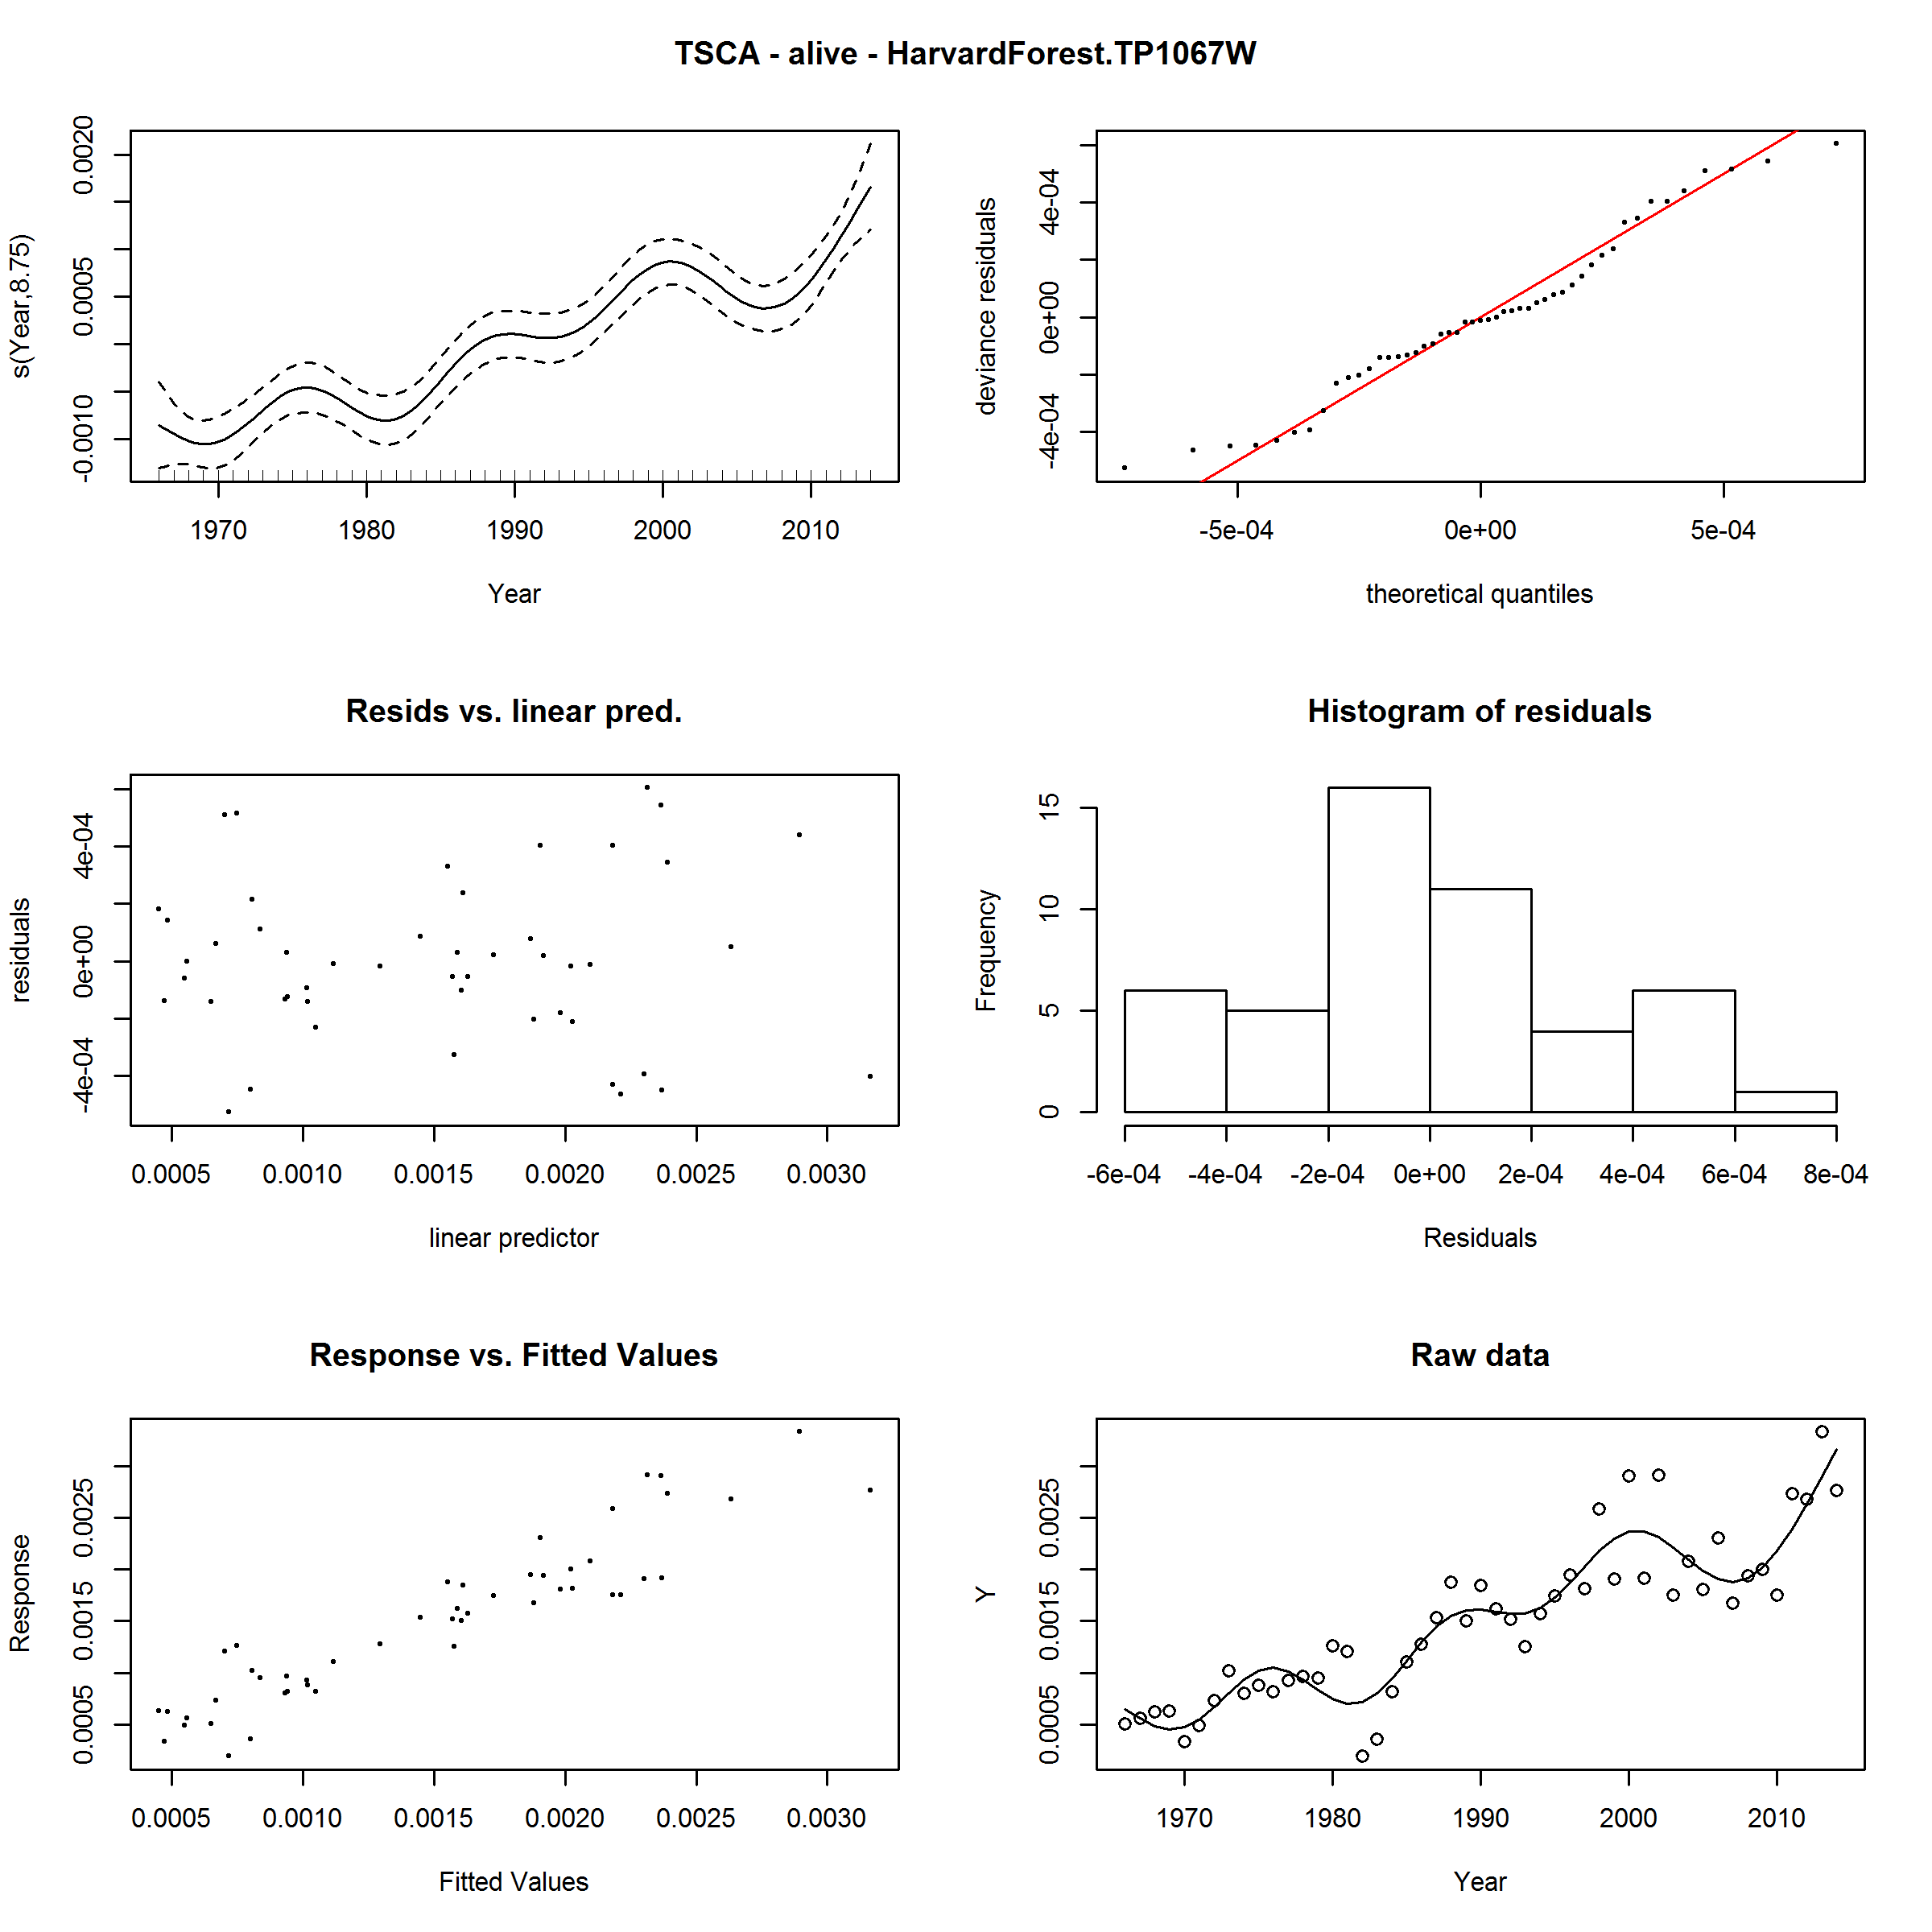 TSCA - alive - HarvardForest.TP1067W
s(Year,8.75)
0.0020
0.0005
-0.0010
1970 1980 1990 2000 2010
Year
deviance residuals
4e-04
0e+00
-4e-04
-5e-04 0e+00 5e-04
theoretical quantiles
Resids vs. linear pred.
residuals
4e-04
0e+00
-4e-04
0.0005 0.0010 0.0015 0.0020 0.0025 0.0030
linear predictor
Histogram of residuals
Frequency
15
10
5
0
-6e-04 -4e-04 -2e-04 0e+00 2e-04 4e-04 6e-04 8e-04
Residuals
Response vs. Fitted Values
Response
0.0025
0.0015
0.0005
0.0005 0.0010 0.0015 0.0020 0.0025 0.0030
Fitted Values
Raw data
Y
0.0025
0.0015
0.0005
1970 1980 1990 2000 2010
Year